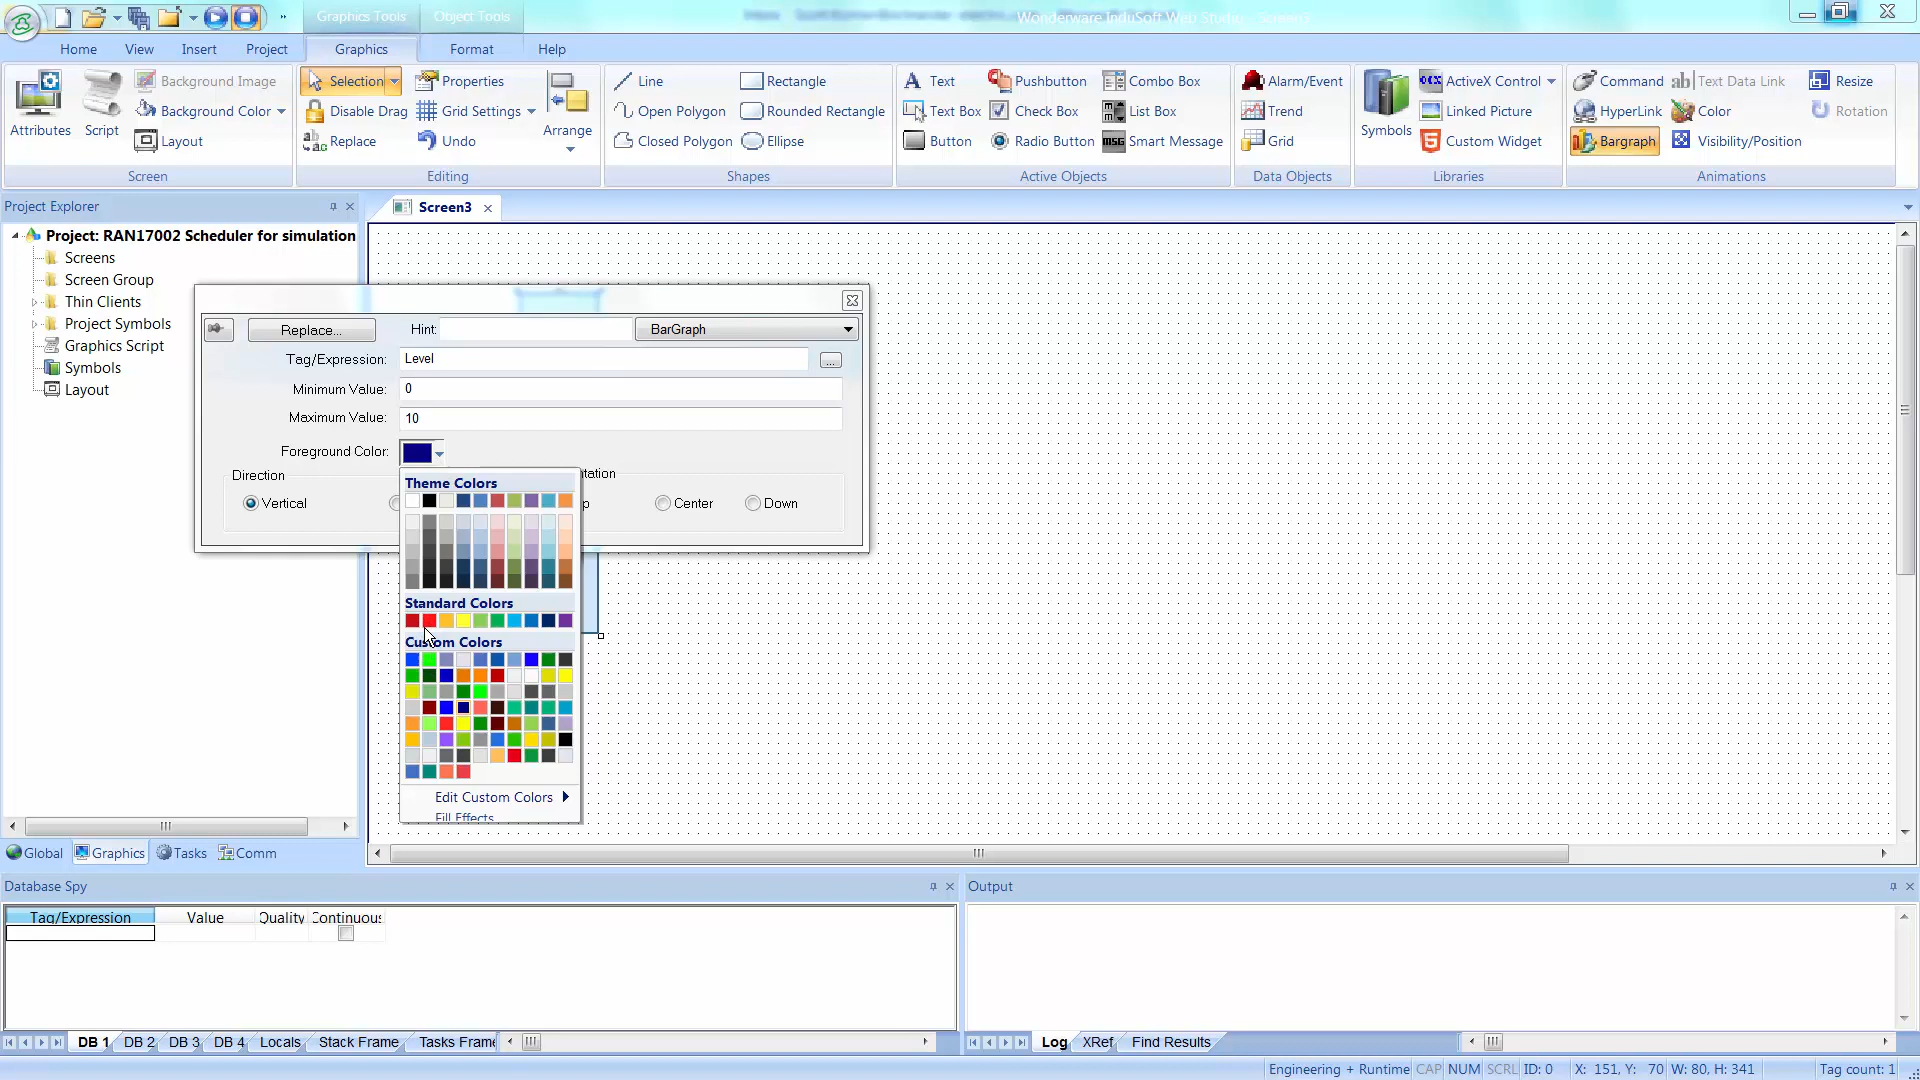 Graphics Tools
Object Tools
Wonderware InduSoft Web Studio - Screen3
Home
View
Insert
Project
Graphics
Format
Help
Attributes
Script
Background Image
Background Color
Layout
Screen
Selection
Disable Drag
Replace
Properties
Grid Settings
Undo
Arrange
Editing
Line
Open Polygon
Closed Polygon
Rectangle
Rounded Rectangle
Ellipse
Shapes
Text
Text Box
Button
Pushbutton
Check Box
Radio Button
Combo Box
List Box
MSG Smart Message
Active Objects
Alarm/Event
Trend
Grid
Data Objects
Symbols
ActiveX Control
Linked Picture
Custom Widget
Libraries
Command
HyperLink
Bargraph
Text Data Link
Color
Visibility/Position
Resize
Rotation
Animations
Project Explorer
Project: RAN17002 Scheduler for simulation
Screens
Screen Group
Thin Clients
Project Symbols
Graphics Script
Symbols
Layout
Screen3
Replace...
Hint:
BarGraph
Tag/Expression:
Level
...
Minimum Value:
0
Maximum Value:
10
Foreground Color:
Direction
Vertical
ntation
p
Center
Down
Theme Colors
Standard Colors
Custom Colors
Edit Custom Colors
Fill Effects
Global
Graphics
Tasks
Comm
Database Spy
Tag/Expression
Value
Quality
Continuous
DB 1
DB 2
DB 3
DB 4
Locals
Stack Frame
Tasks Frame
Output
Log
XRef
Find Results
Engineering + Runtime
CAP
NUM
SCRL
ID: 0
X: 151, Y: 70
W: 80, H: 341
Tag count: 1